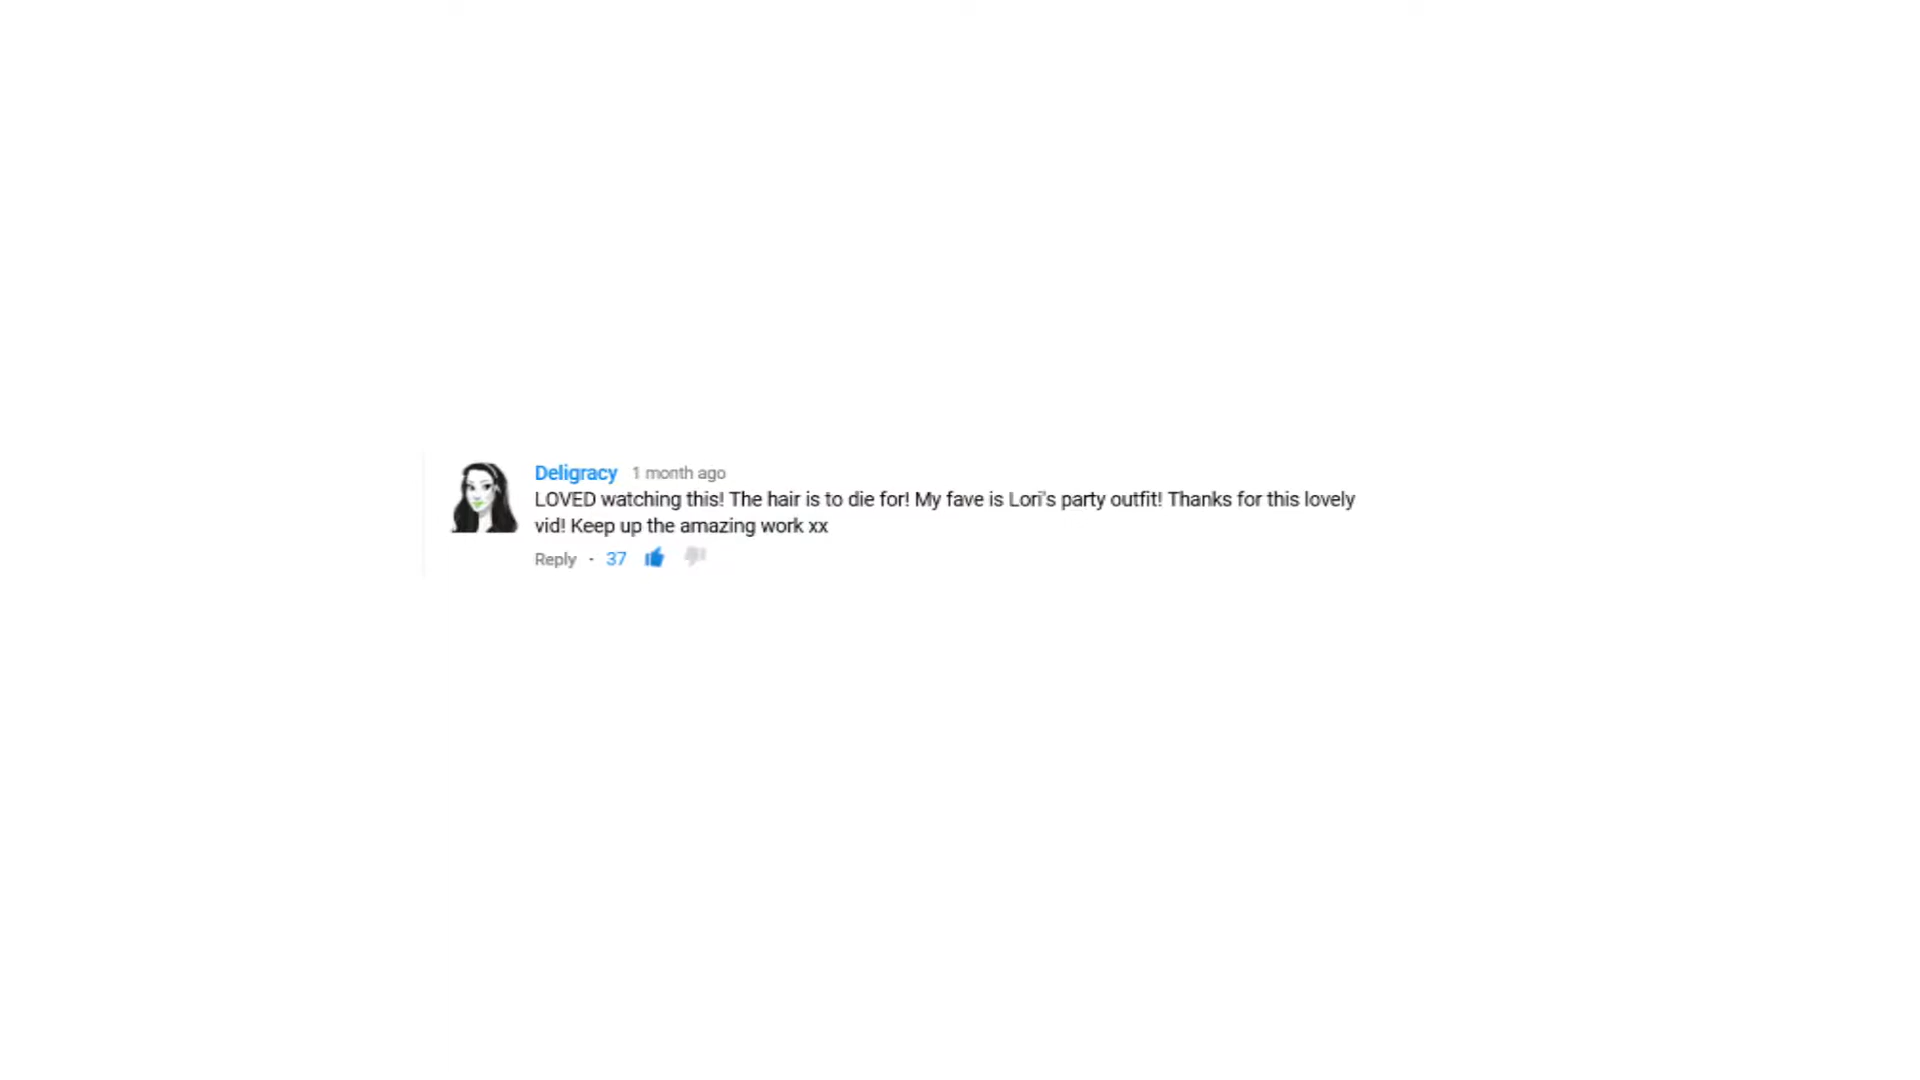 Deligracy 1 month ago
LOVED watching this! The hair is to die for! My fave is Lori's party outfit! Thanks for this lovely
vid! Keep up the amazing work xx
Reply · 37